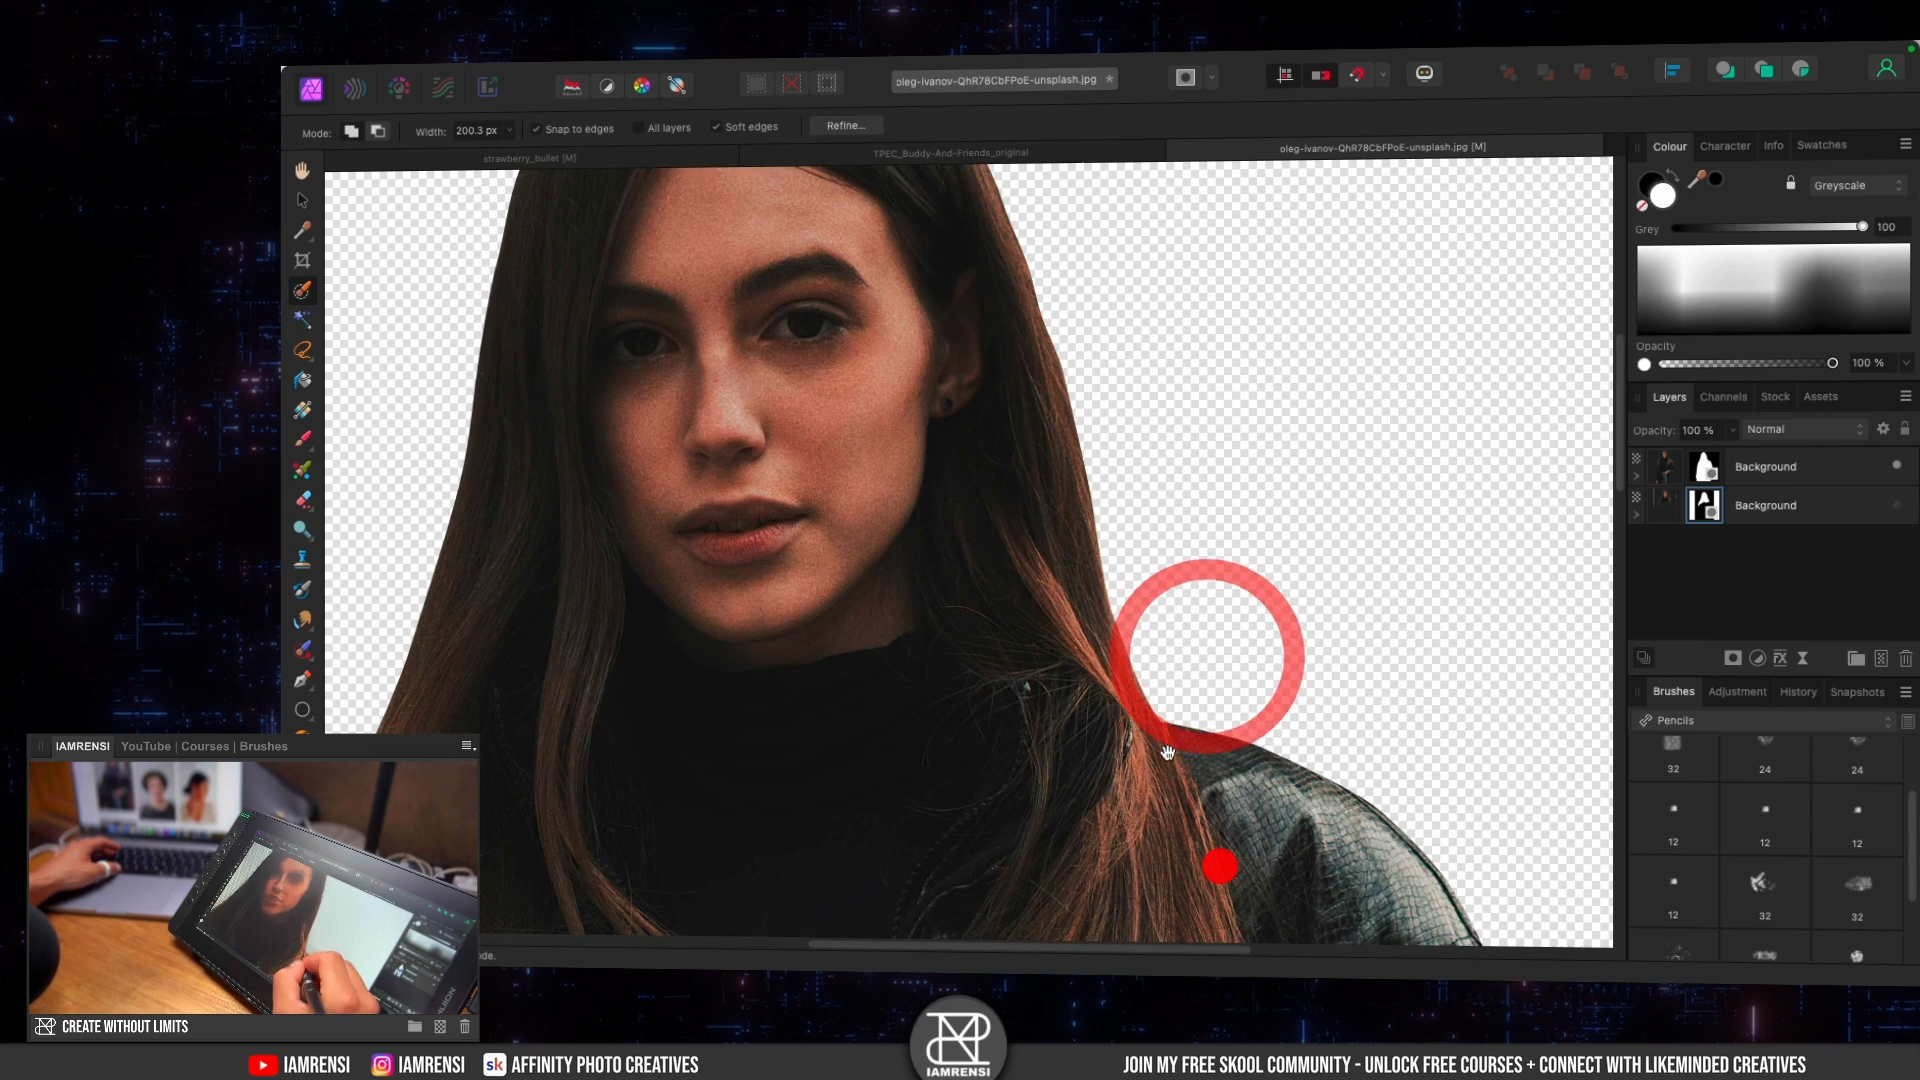 oleg-ivanov-QhR78CbFPoE-unsplash.jpg *
Mode:
Width: 200.3 px
Snap to edges
All layers
Soft edges
Refine...
strawberry_bullet [M]
TPEC_Buddy-And-Friends_original
oleg-ivanov-QhR78CbFPoE-unsplash.jpg [M]
Colour Character Info Swatches
Greyscale
Grey 100
Opacity
100 %
Layers Channels Stock Assets
Opacity: 100 % Normal
Background
Background
Brushes Adjustment History Snapshots
Pencils
32 24 24
12 12 12
12 32 32
IAMRENSI YouTube | Courses | Brushes
HUION
CREATE WITHOUT LIMITS
IAMRENSI
IAMRENSI
sk AFFINITY PHOTO CREATIVES
IAMRENSI
JOIN MY FREE SKOOL COMMUNITY - UNLOCK FREE COURSES + CONNECT WITH LIKEMINDED CREATIVES